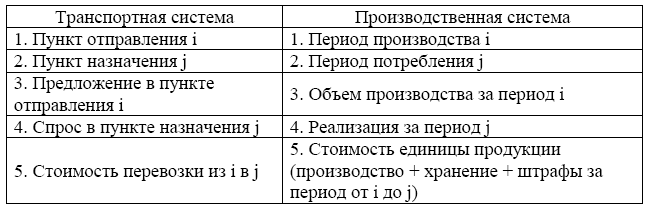 Транспортная система
Производственная система
1. Пункт отправления i
1. Период производства i
2. Пункт назначения j
2. Период потребления j
3. Предложение в пункте
отправления i
3. Объем производства за период i
4. Спрос в пункте назначения j
4. Реализация за период j
5. Стоимость перевозки из i в j
5. Стоимость единицы продукции
(производство + хранение + штрафы за
период от i до j)